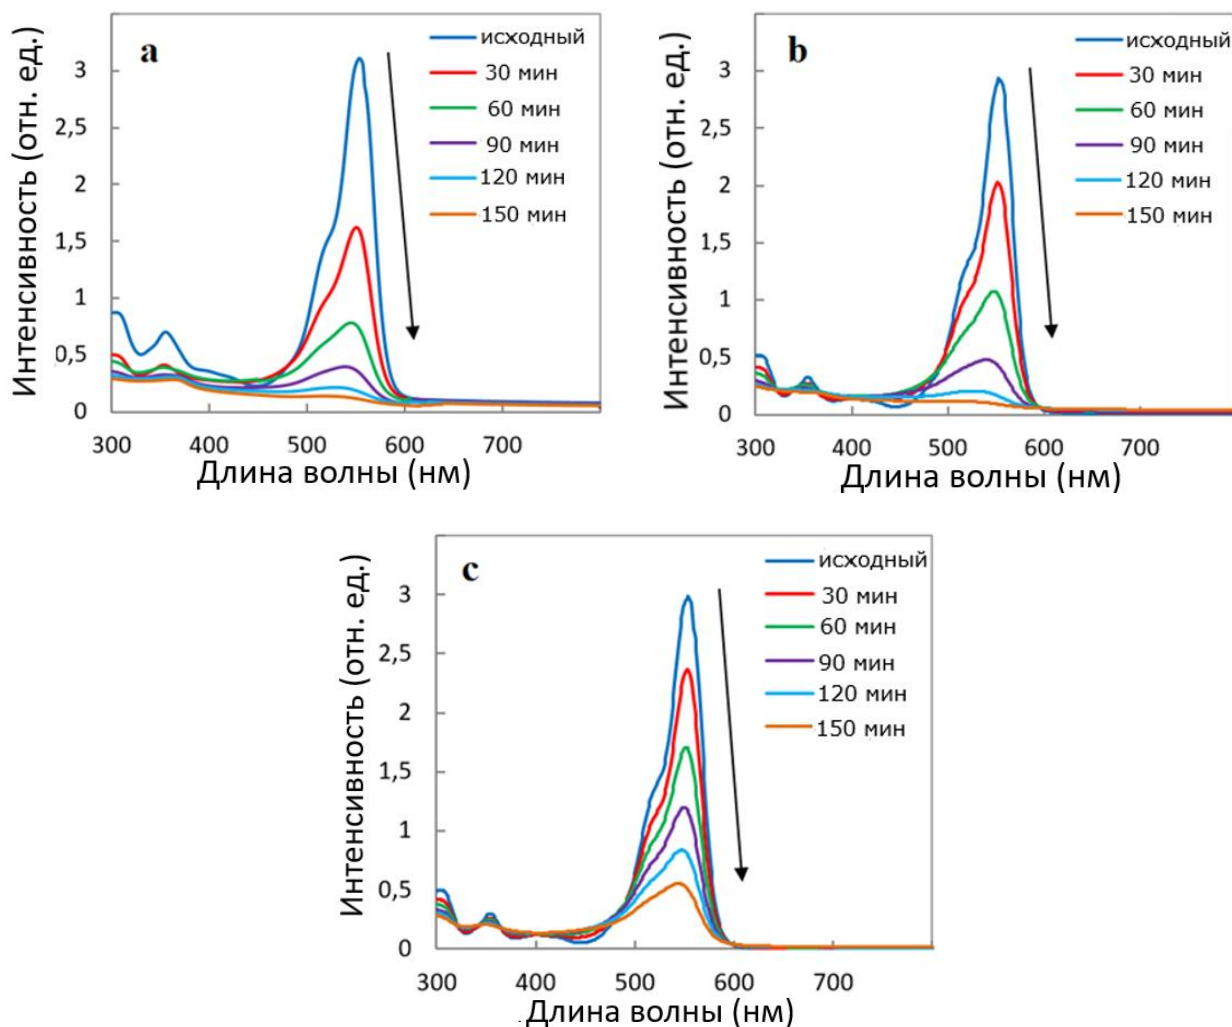 a
исходный
30 мин
60 мин
90 мин
120 мин
150 мин
Интенсивность (отн. ед.)
3
2,5
2
1,5
1
0,5
0
300 400 500 600 700
Длина волны (нм)
b
исходный
30 мин
60 мин
90 мин
120 мин
150 мин
Интенсивность (отн. ед.)
3
2,5
2
1,5
1
0,5
0
300 400 500 600 700
Длина волны (нм)
c
исходный
30 мин
60 мин
90 мин
120 мин
150 мин
Интенсивность (отн. ед.)
3
2,5
2
1,5
1
0,5
0
300 400 500 600 700
Длина волны (нм)